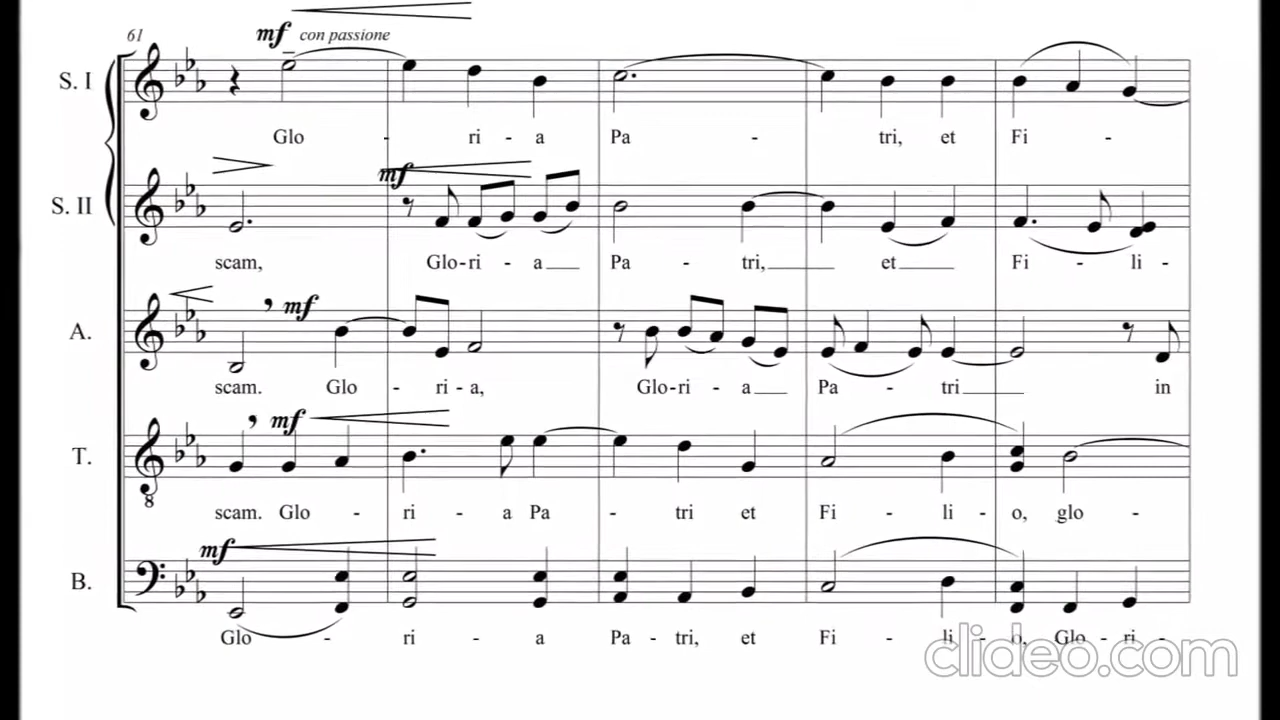 61 mf con passione
S. I
Glo - ri - a Pa - tri, et Fi -
mf
S. II
scam, Glo-ri - a Pa - tri, et Fi - li -
mf
A.
scam. Glo - ri - a, Glo-ri - a Pa - tri in
mf
T.
8
scam. Glo - ri - a Pa - tri et Fi - li - o, glo -
mf
B.
Glo - ri - a Pa - tri, et Fi - li - o, Glo - ri -
clideo.com